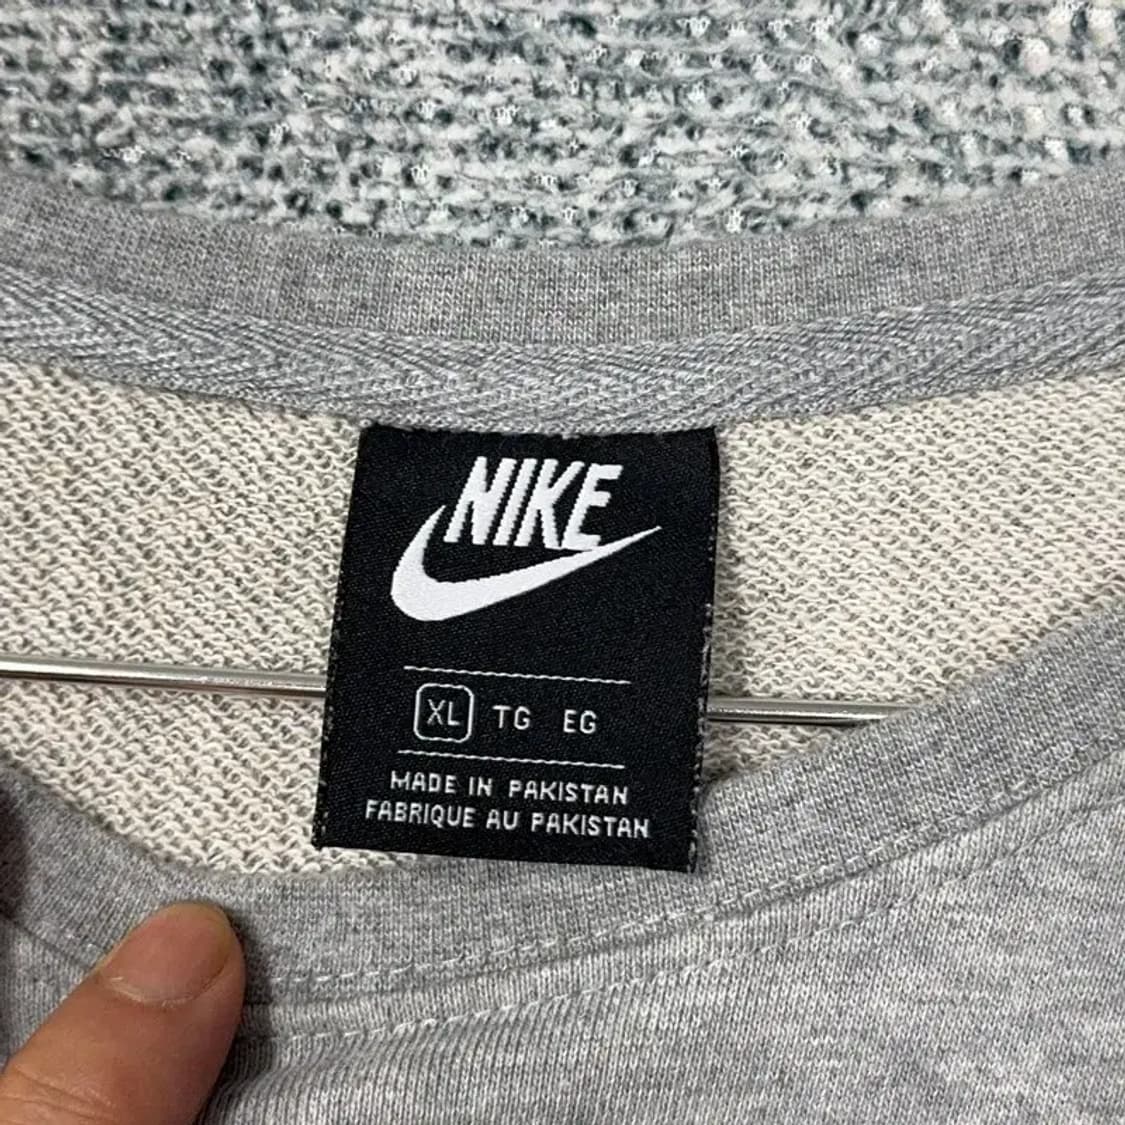 NIKE
XL TG EG
MADE IN PAKISTAN
FABRIQUE AU PAKISTAN